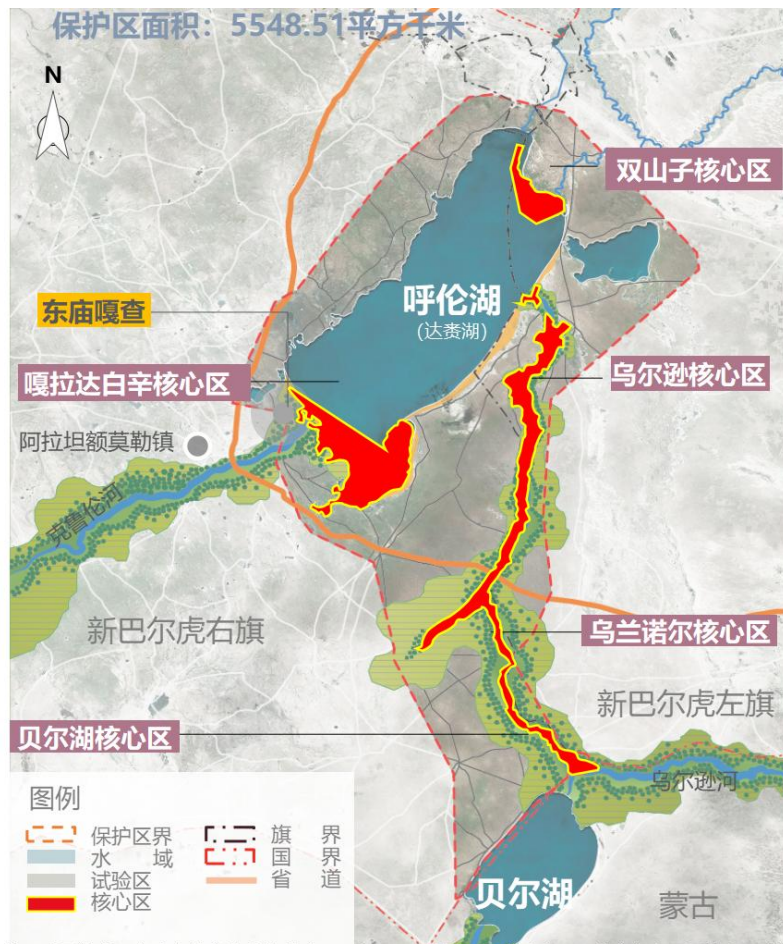 保护区面积：5548.51平方千米
N
双山子核心区
呼伦湖
(达赉湖)
东庙嘎查
嘎拉达白辛核心区
乌尔逊核心区
阿拉坦额莫勒镇
克鲁伦河
新巴尔虎右旗
乌兰诺尔核心区
新巴尔虎左旗
贝尔湖核心区
乌尔逊河
图例
保护区界
旗界
水域
国界
试验区
省道
核心区
贝尔湖
蒙古